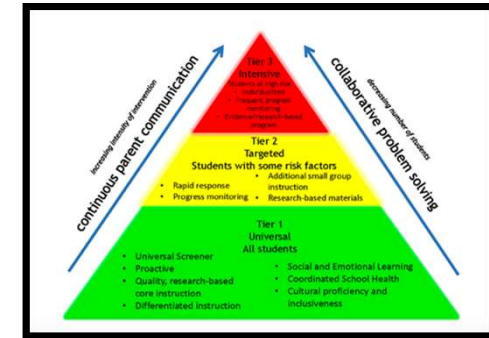 Tier 3
Intensive
Students at high risk
• Individualized
• Frequent progress
monitoring
• Evidence/research-based
program
increasing intensity of intervention
continuous parent communication
decreasing number of students
collaborative problem solving
Tier 2
Targeted
Students with some risk factors
• Rapid response
• Progress monitoring
• Additional small group
instruction
• Research-based materials
Tier 1
Universal
All students
• Universal Screener
• Proactive
• Quality, research-based
core instruction
• Differentiated Instruction
• Social and Emotional Learning
• Coordinated School Health
• Cultural proficiency and
inclusiveness